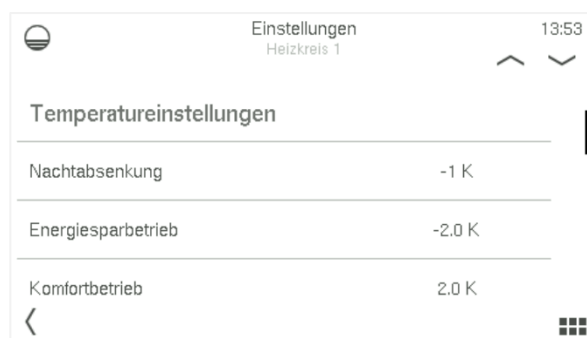 Einstellungen
13:53
Heizkreis 1
Temperatureinstellungen
Nachtabsenkung -1 K
Energiesparbetrieb -2.0 K
Komfortbetrieb 2.0 K